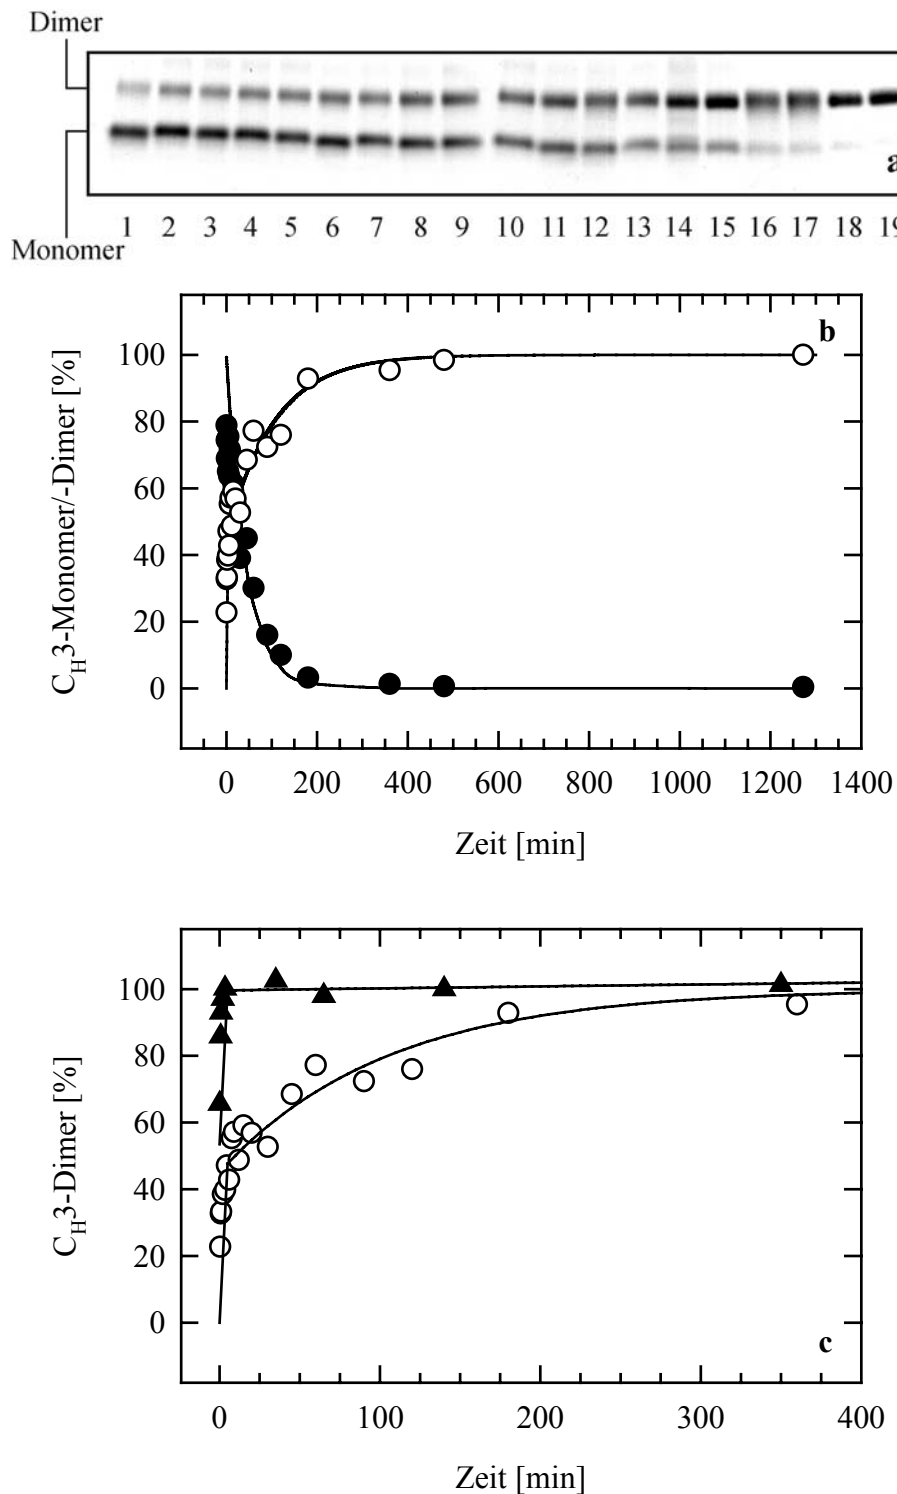 Dimer
a
1 2 3 4 5 6 7 8 9 10 11 12 13 14 15 16 17 18 19
Monomer
b
C_H3-Monomer/-Dimer [%]
100
80
60
40
20
0
0 200 400 600 800 1000 1200 1400
Zeit [min]
C_H3-Dimer [%]
100
80
60
40
20
0
c
0 100 200 300 400
Zeit [min]